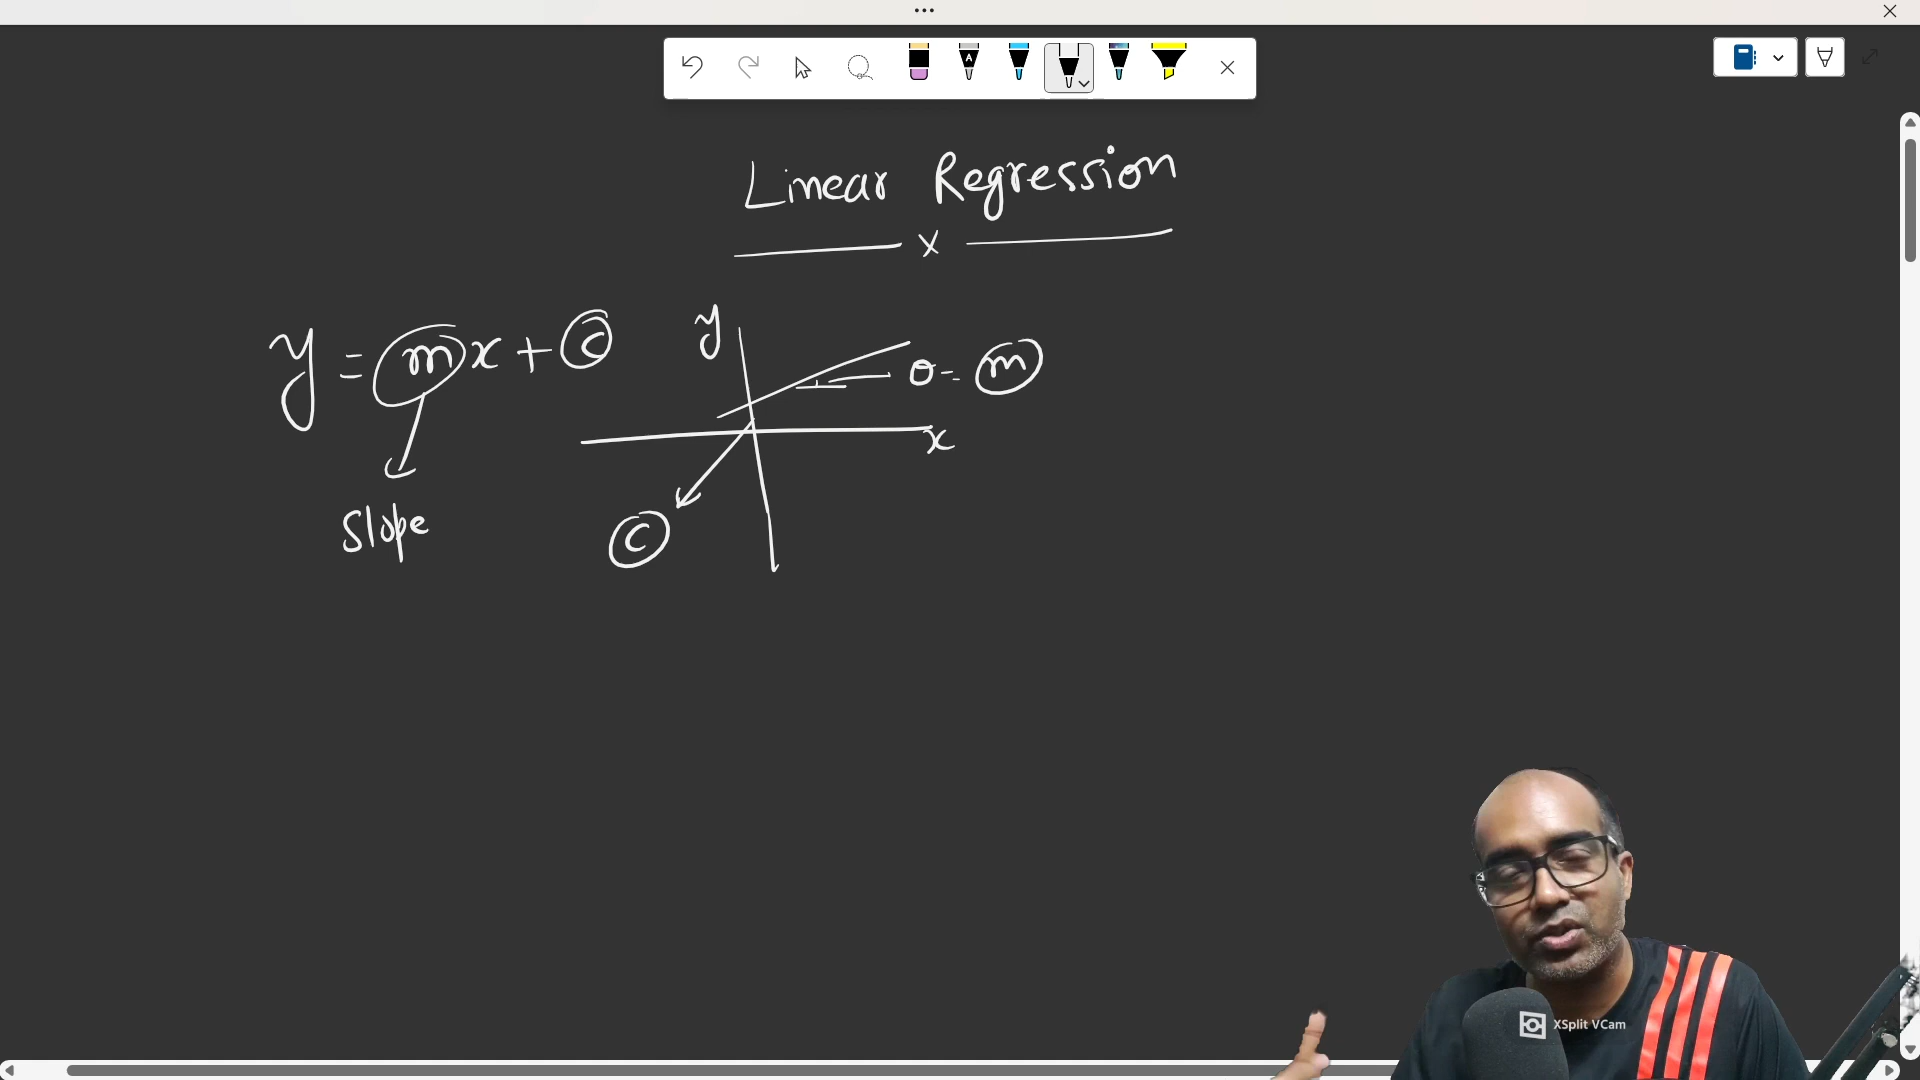 Linear Regression
x
y = mx + c
y
θ = m
x
Slope
c
XSplit VCam